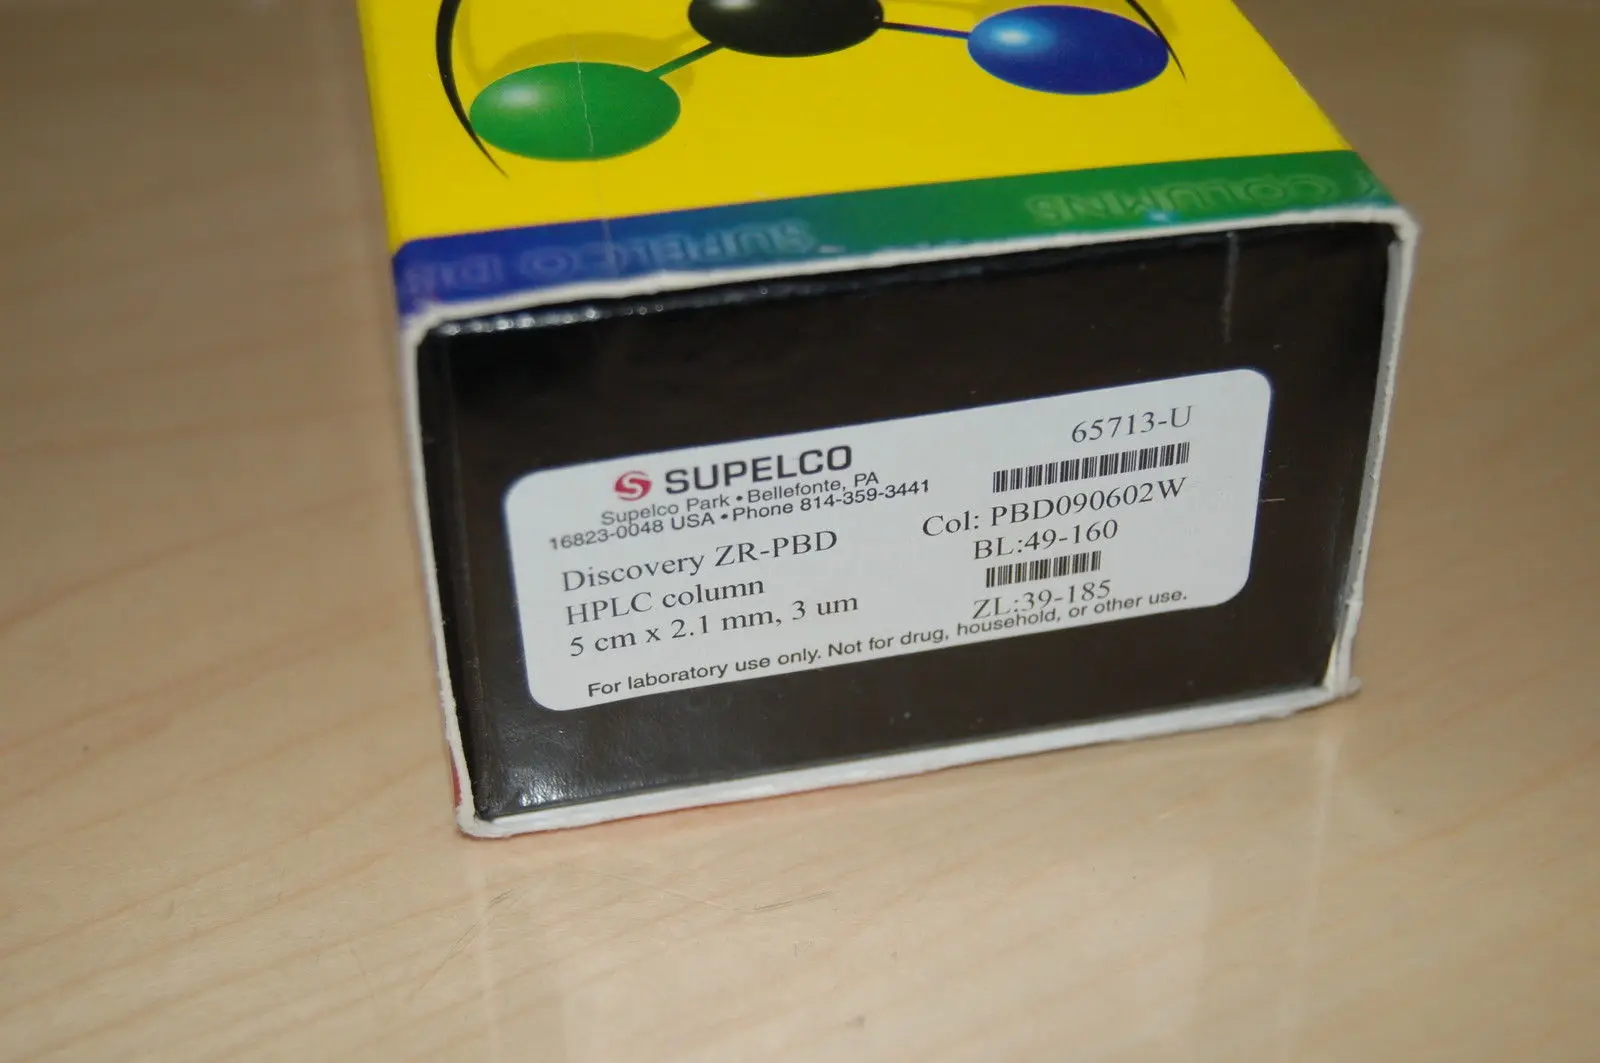 SUPELCO DIS
SUPELCO
Y COLUMNS
SUPELCO
Supelco Park • Bellefonte, PA
16823-0048 USA • Phone 814-359-3441
Discovery ZR-PBD
HPLC column
5 cm x 2.1 mm, 3 um
65713-U
Col: PBD090602W
BL:49-160
ZL:39-185
For laboratory use only. Not for drug, household, or other use.